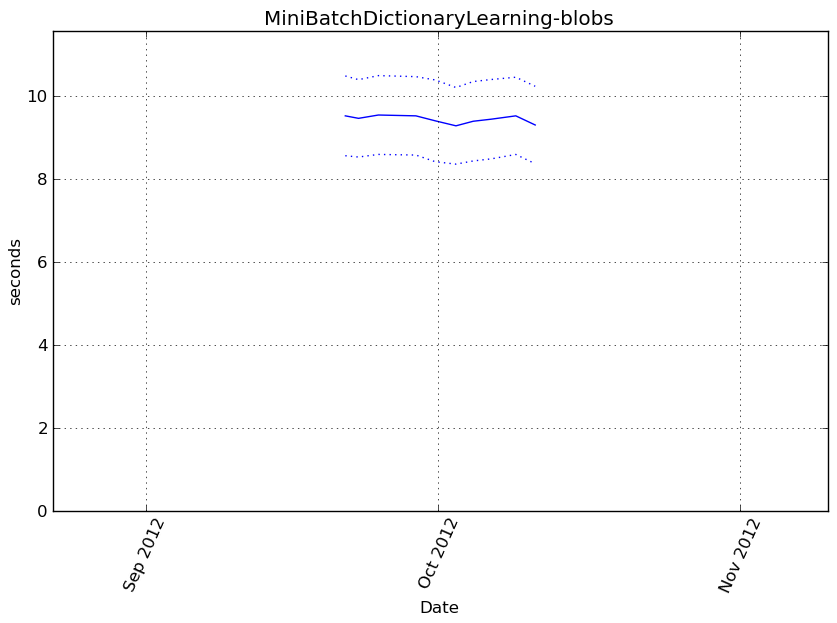 MiniBatchDictionaryLearning-blobs
10
8
6
4
2
0
seconds
Sep 2012
Oct 2012
Nov 2012
Date